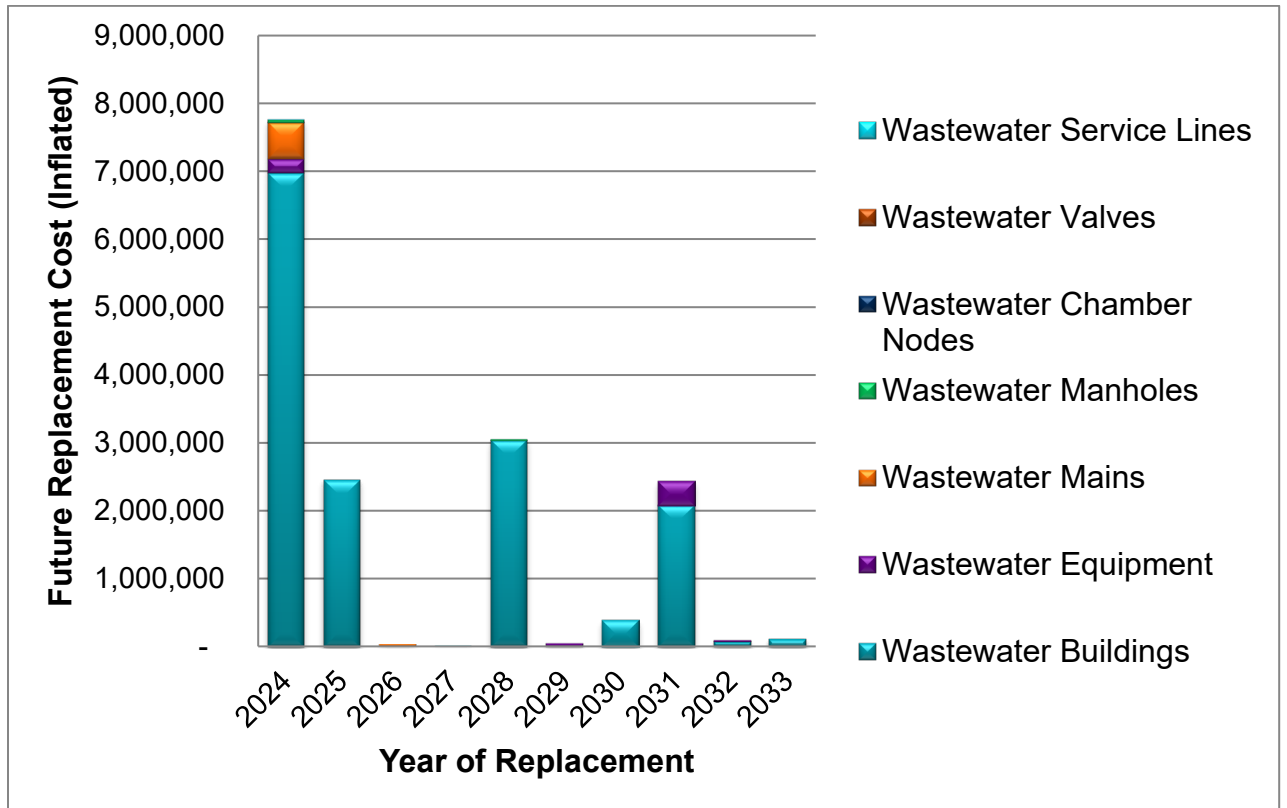 Future Replacement Cost (Inflated)
9,000,000
8,000,000
7,000,000
6,000,000
5,000,000
4,000,000
3,000,000
2,000,000
1,000,000
-
2024
2025
2026
2027
2028
2029
2030
2031
2032
2033
Year of Replacement
Wastewater Service Lines
Wastewater Valves
Wastewater Chamber
Nodes
Wastewater Manholes
Wastewater Mains
Wastewater Equipment
Wastewater Buildings